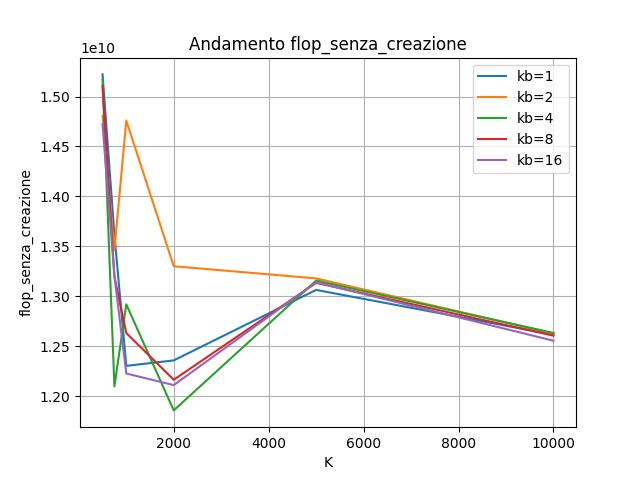 Andamento flop_senza_creazione
1e10
kb=1
kb=2
kb=4
kb=8
kb=16
1.50
1.45
1.40
1.35
1.30
1.25
1.20
flop_senza_creazione
2000 4000 6000 8000 10000
K